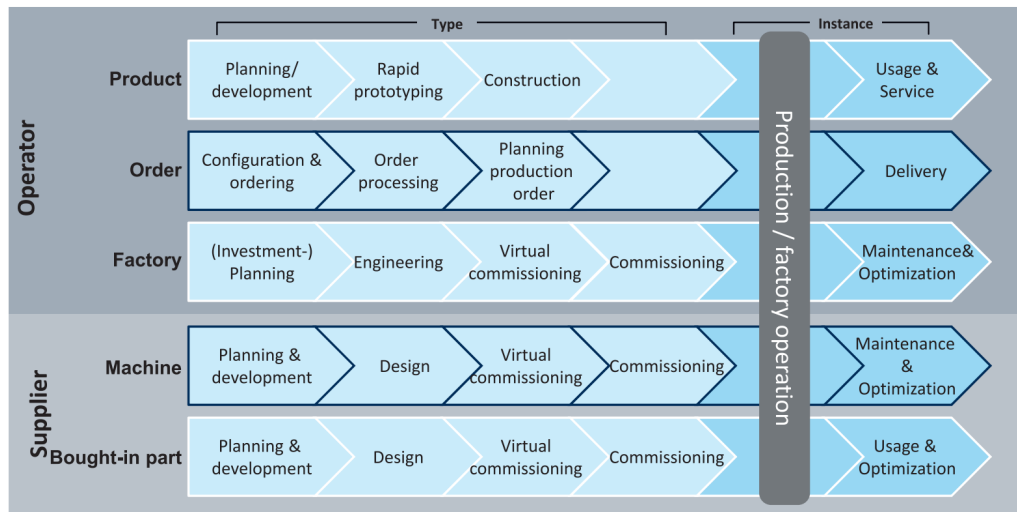 Type
Instance
Operator
Product
Planning/
development
Rapid
prototyping
Construction
Usage &
Service
Order
Configuration &
ordering
Order
processing
Planning
production
order
Delivery
Factory
(Investment-)
Planning
Engineering
Virtual
commissioning
Commissioning
Maintenance&
Optimization
Production / factory operation
Supplier
Machine
Planning &
development
Design
Virtual
commissioning
Commissioning
Maintenance
&
Optimization
Bought-in part
Planning &
development
Design
Virtual
commissioning
Commissioning
Usage &
Optimization